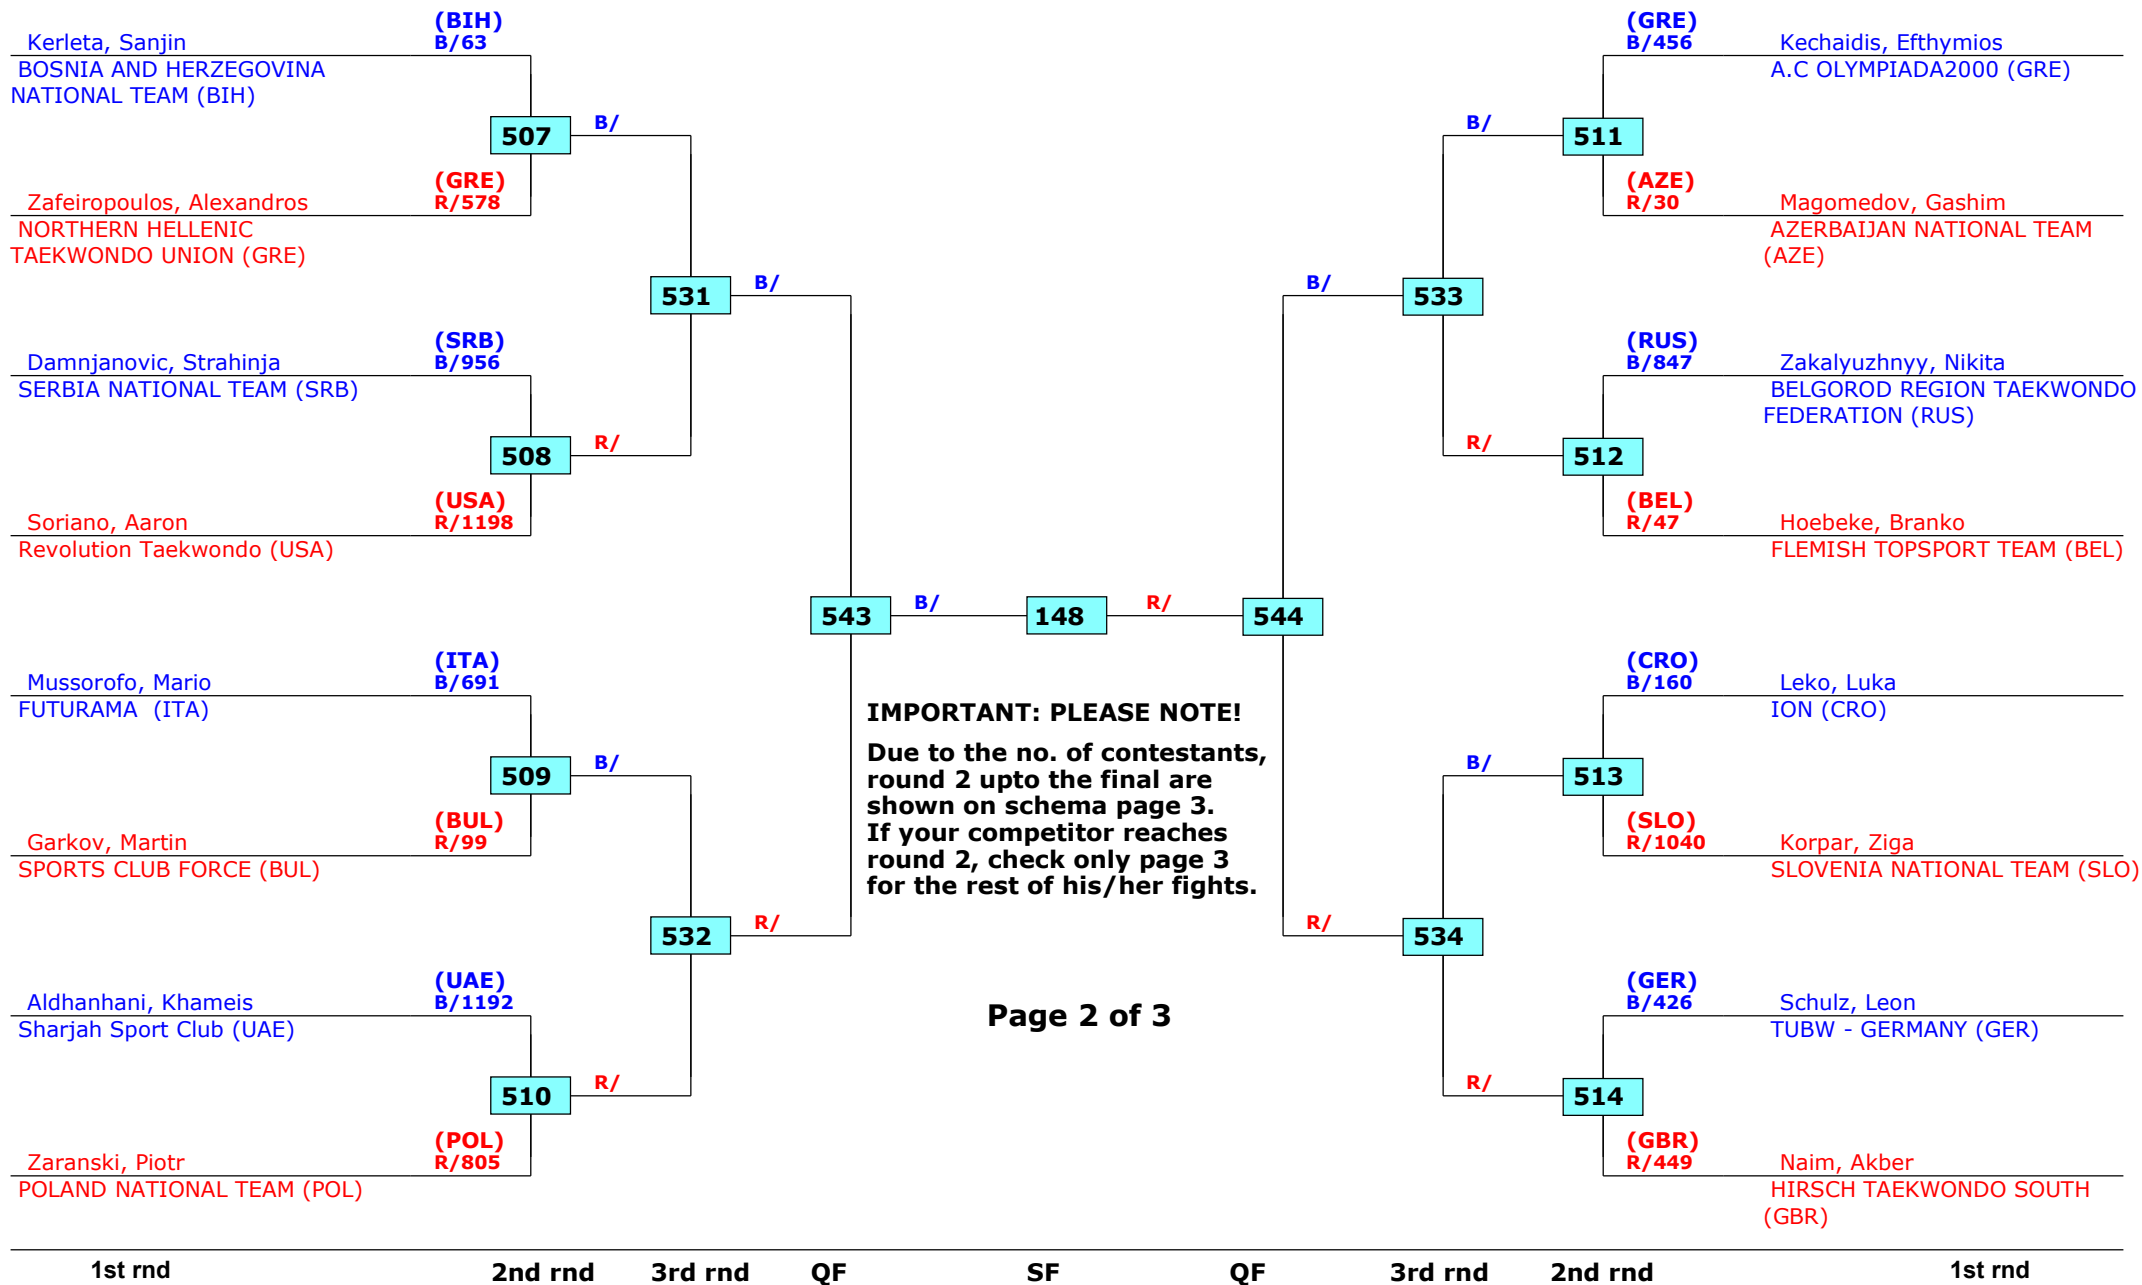 (BIH)
Kerleta, Sanjin B/63
BOSNIA AND HERZEGOVINA
NATIONAL TEAM (BIH)
507 B/
(GRE)
Zafeiropoulos, Alexandros R/578
NORTHERN HELLENIC
TAEKWONDO UNION (GRE)
531 B/
(SRB)
Damnjanovic, Strahinja B/956
SERBIA NATIONAL TEAM (SRB)
508 R/
(USA)
Soriano, Aaron R/1198
Revolution Taekwondo (USA)
543 B/ 148 R/ 544
(ITA)
Mussorofo, Mario B/691
FUTURAMA (ITA)
509 B/
(BUL)
Garkov, Martin R/99
SPORTS CLUB FORCE (BUL)
532 R/
(UAE)
Aldhanhani, Khameis B/1192
Sharjah Sport Club (UAE)
510 R/
(POL)
Zaranski, Piotr R/805
POLAND NATIONAL TEAM (POL)
IMPORTANT: PLEASE NOTE!
Due to the no. of contestants,
round 2 upto the final are
shown on schema page 3.
If your competitor reaches
round 2, check only page 3
for the rest of his/her fights.
Page 2 of 3
(GRE)
B/456 Kechaidis, Efthymios
A.C OLYMPIADA2000 (GRE)
B/ 511
(AZE)
R/30 Magomedov, Gashim
AZERBAIJAN NATIONAL TEAM
(AZE)
B/ 533
(RUS)
B/847 Zakalyuzhnyy, Nikita
BELGOROD REGION TAEKWONDO
FEDERATION (RUS)
R/ 512
(BEL)
R/47 Hoebeke, Branko
FLEMISH TOPSPORT TEAM (BEL)
(CRO)
B/160 Leko, Luka
ION (CRO)
B/ 513
(SLO)
R/1040 Korpar, Ziga
SLOVENIA NATIONAL TEAM (SLO)
R/ 534
(GER)
B/426 Schulz, Leon
TUBW - GERMANY (GER)
R/ 514
(GBR)
R/449 Naim, Akber
HIRSCH TAEKWONDO SOUTH
(GBR)
1st rnd 2nd rnd 3rd rnd QF SF QF 3rd rnd 2nd rnd 1st rnd